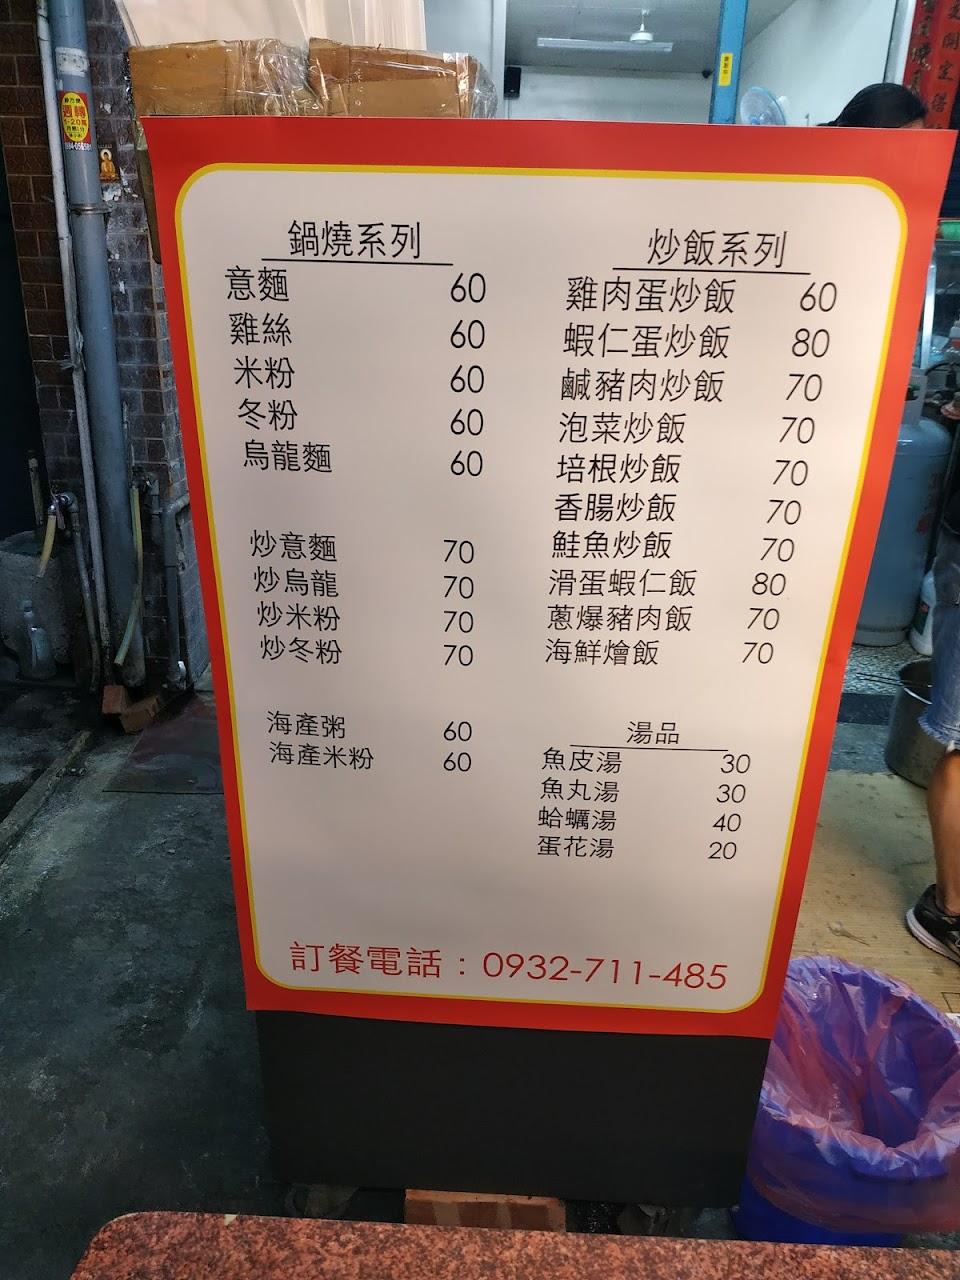 鍋燒系列
意麵 60
雞絲 60
米粉 60
冬粉 60
烏龍麵 60
炒意麵 70
炒烏龍 70
炒米粉 70
炒冬粉 70
海產粥 60
海產米粉 60
炒飯系列
雞肉蛋炒飯 60
蝦仁蛋炒飯 80
鹹豬肉炒飯 70
泡菜炒飯 70
培根炒飯 70
香腸炒飯 70
鮭魚炒飯 70
滑蛋蝦仁飯 80
蔥爆豬肉飯 70
海鮮燴飯 70
湯品
魚皮湯 30
魚丸湯 30
蛤蠣湯 40
蛋花湯 20
訂餐電話：0932-711-485
週轉